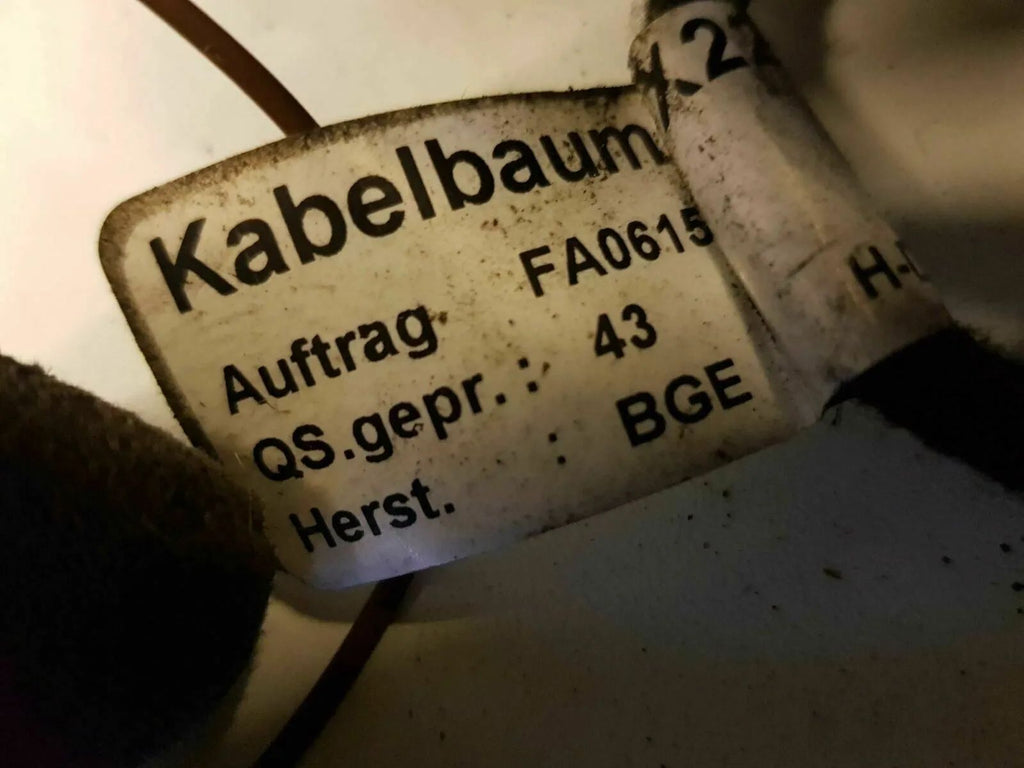 Kabelbaum
Auftrag FA0615
QS.gepr. : 43
Herst. : BGE